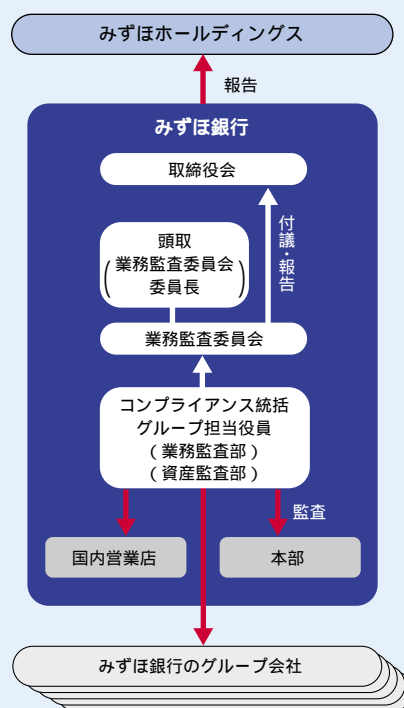 みずほホールディングス
報告
みずほ銀行
取締役会
付議・報告
頭取
(業務監査委員会
委員長)
業務監査委員会
コンプライアンス統括
グループ担当役員
(業務監査部)
(資産監査部)
監査
国内営業店
本部
みずほ銀行のグループ会社